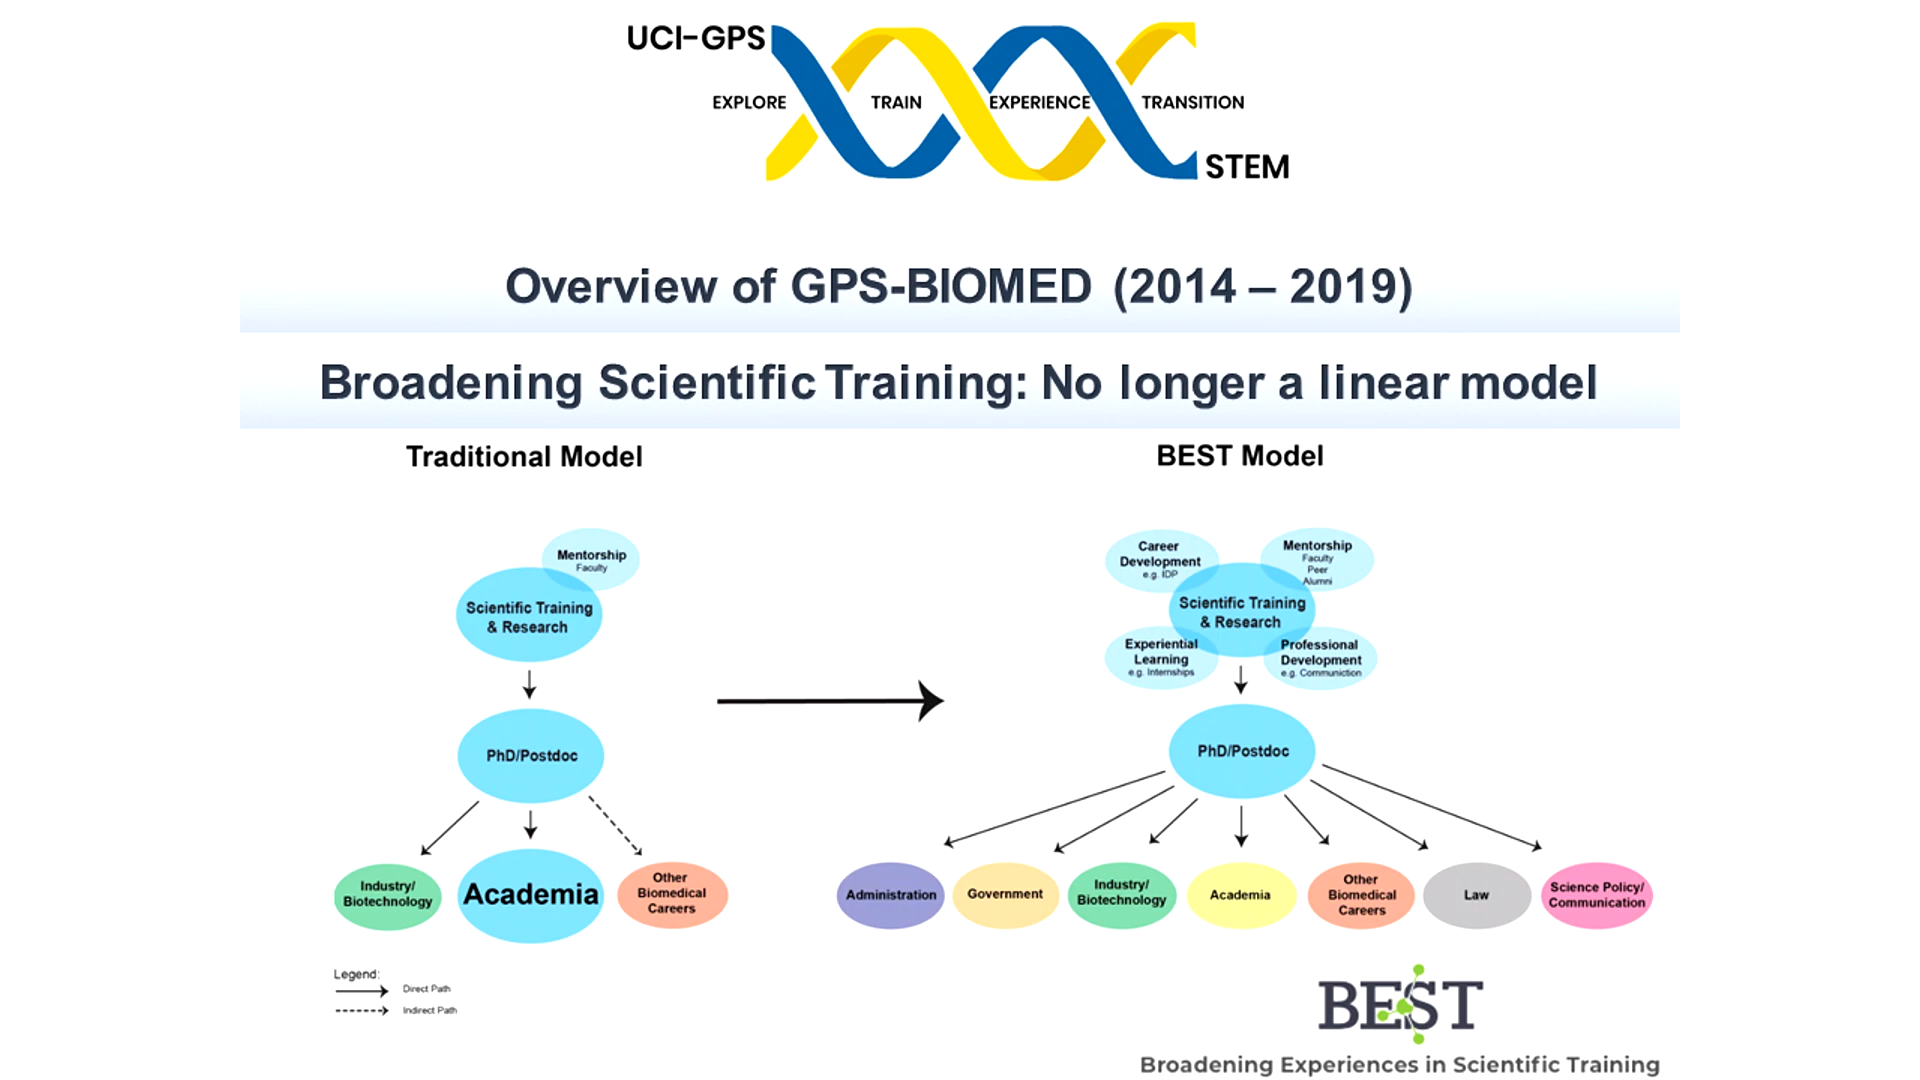 UCI-GPS
EXPLORE TRAIN EXPERIENCE TRANSITION
STEM
Overview of GPS-BIOMED (2014 – 2019)
Broadening Scientific Training: No longer a linear model
Traditional Model
Mentorship
Faculty
Scientific Training
& Research
PhD/Postdoc
Industry/
Biotechnology
Academia
Other
Biomedical
Careers
Legend:
Direct Path
Indirect Path
BEST Model
Career
Development
e.g. IDP
Mentorship
Faculty
Peer
Alumni
Scientific Training
& Research
Experiential
Learning
e.g. Internships
Professional
Development
e.g. Communiction
PhD/Postdoc
Administration
Government
Industry/
Biotechnology
Academia
Other
Biomedical
Careers
Law
Science Policy/
Communication
BEST
Broadening Experiences in Scientific Training